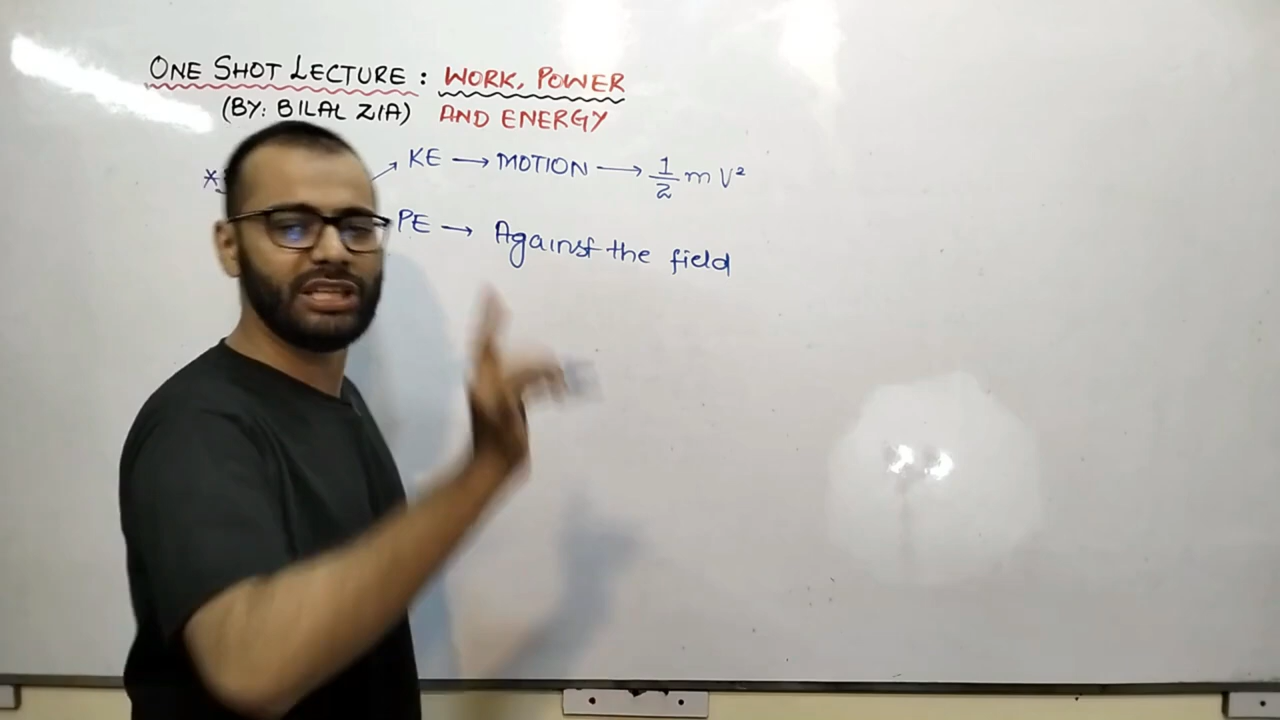 ONE SHOT LECTURE : WORK, POWER
(BY: BILAL ZIA) AND ENERGY
* KE → MOTION → 1/2 m V²
PE → Against the field